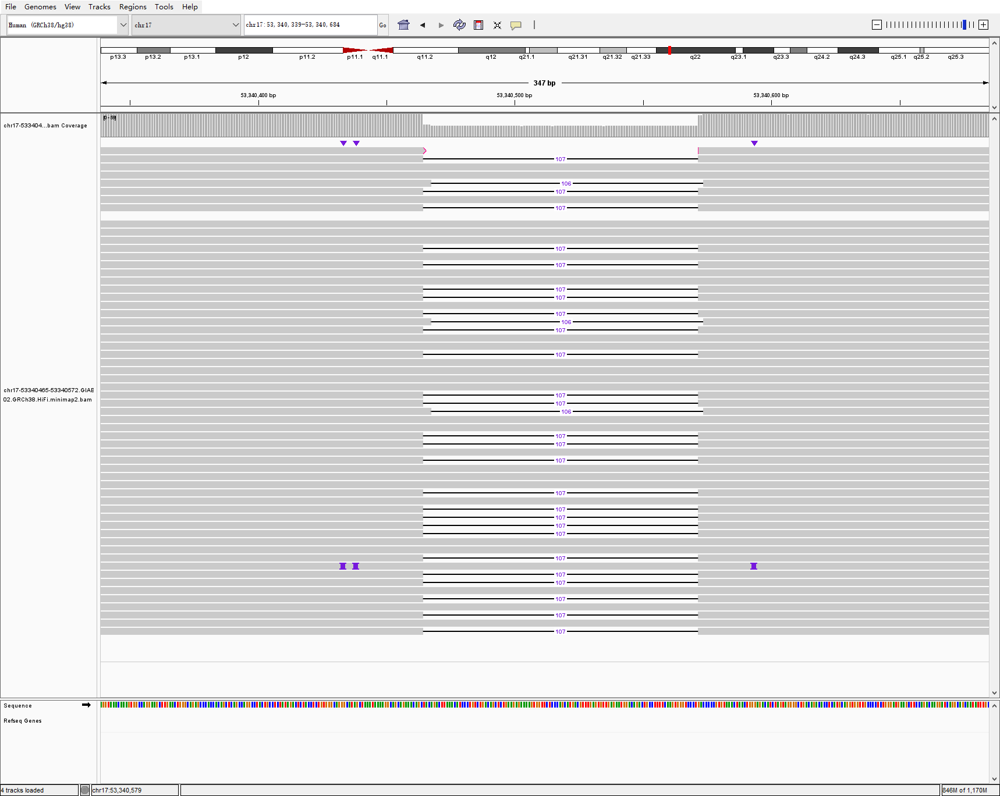 File Genomes View Tracks Regions Tools Help
Human (GRCh38/hg38) chr17 chr17:53,340,339-53,340,684 Go
p13.3 p13.2 p13.1 p12 p11.2 p11.1 q11.1 q11.2 q12 q21.1 q21.31 q21.32 q21.33 q22 q23.1 q23.3 q24.2 q24.3 q25.1 q25.2 q25.3
347 bp
53,340,400 bp 53,340,500 bp 53,340,600 bp
[0 - 59]
chr17-533404...bam Coverage
107
106
107
107
107
107
107
107
107
106
107
107
chr17-53340465-53340572.GIAB
02.GRCh38.HiFi.minimap2.bam
107
107
106
107
107
107
107
107
107
107
107
107
107
107
107
107
107
Sequence
Refseq Genes
4 tracks loaded chr17:53,340,579 846M of 1,170M